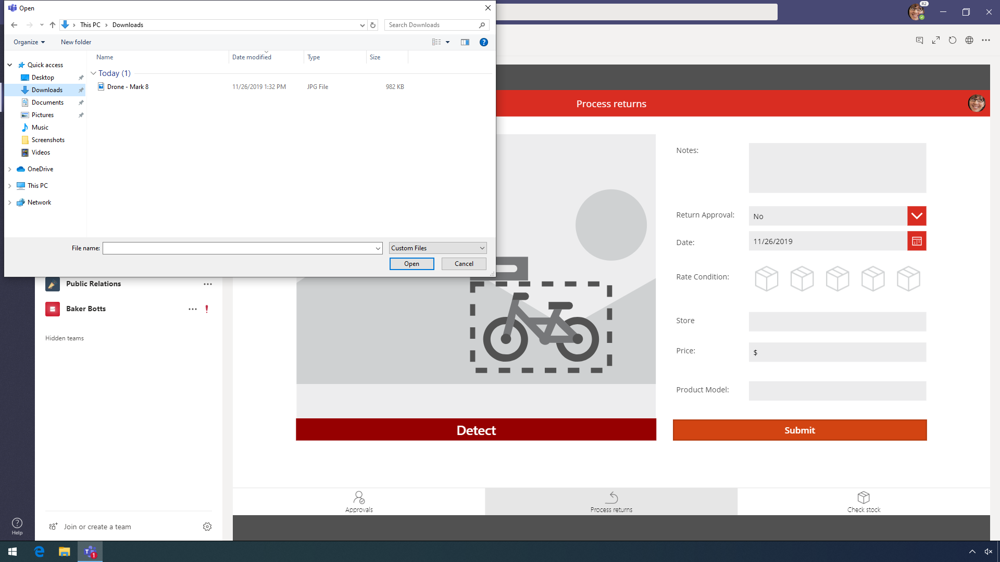 Open
R2
This PC
Downloads
Search Downloads
Organize
New folder
?
Name
Date modified
Type
Size
Quick access
Desktop
Downloads
Documents
Pictures
Music
Screenshots
Videos
OneDrive
This PC
Network
Today (1)
Drone - Mark 8
11/26/2019 1:32 PM
JPG File
982 KB
File name:
Custom Files
Open
Cancel
Public Relations
Baker Botts
Hidden teams
Join or create a team
Help
Process returns
Notes:
Return Approval:
No
Date:
11/26/2019
Rate Condition:
Store
Price:
$
Product Model:
Detect
Submit
Approvals
Process returns
Check stock
T
1